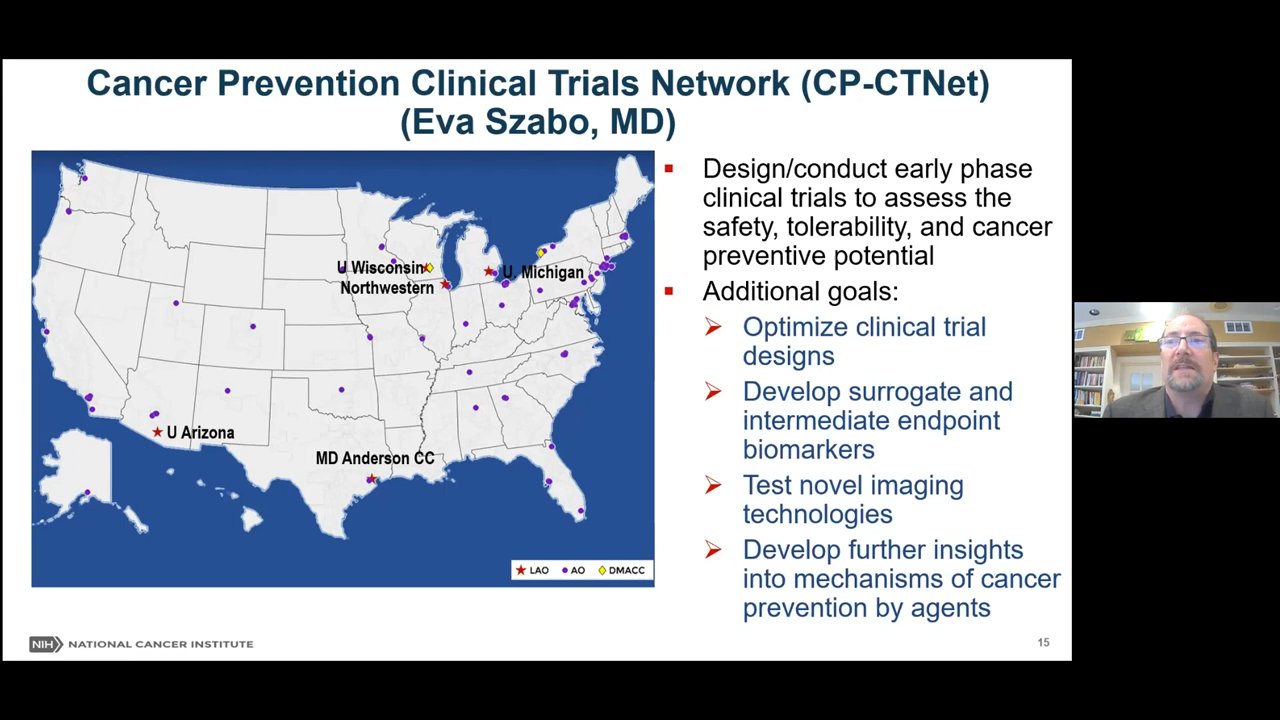 Cancer Prevention Clinical Trials Network (CP-CTNet)
(Eva Szabo, MD)
U Wisconsin
Northwestern
U. Michigan
U Arizona
MD Anderson CC
LAO AO DMACC
Design/conduct early phase
clinical trials to assess the
safety, tolerability, and cancer
preventive potential
Additional goals:
Optimize clinical trial
designs
Develop surrogate and
intermediate endpoint
biomarkers
Test novel imaging
technologies
Develop further insights
into mechanisms of cancer
prevention by agents
NIH NATIONAL CANCER INSTITUTE
15